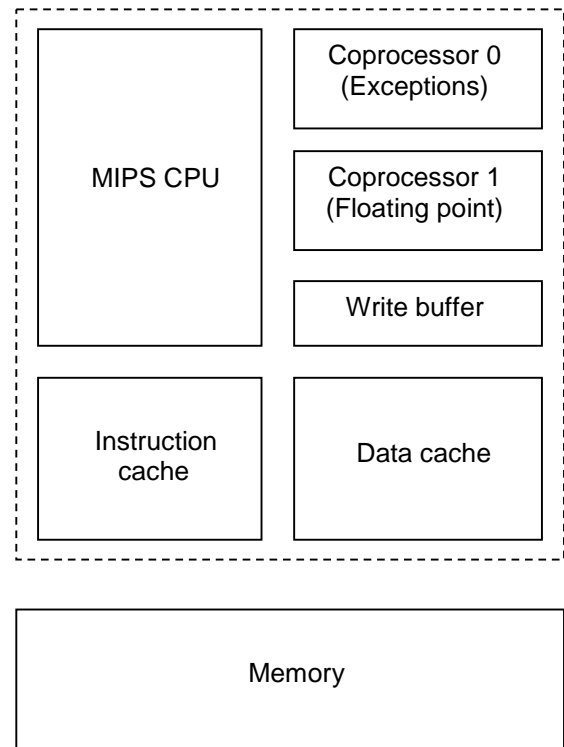 MIPS CPU
Coprocessor 0
(Exceptions)
Coprocessor 1
(Floating point)
Write buffer
Instruction
cache
Data cache
Memory